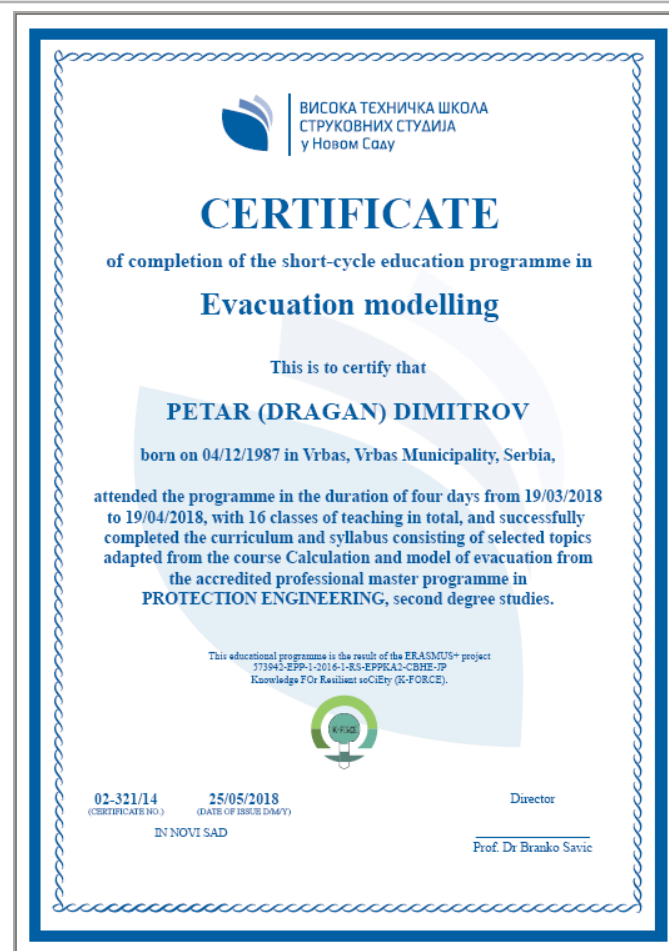 ВИСОКА ТЕХНИЧКА ШКОЛА
СТРУКОВНИХ СТУДИЈА
у Новом Саду
CERTIFICATE
of completion of the short-cycle education programme in
Evacuation modelling
This is to certify that
PETAR (DRAGAN) DIMITROV
born on 04/12/1987 in Vrbas, Vrbas Municipality, Serbia,
attended the programme in the duration of four days from 19/03/2018
to 19/04/2018, with 16 classes of teaching in total, and successfully
completed the curriculum and syllabus consisting of selected topics
adapted from the course Calculation and model of evacuation from
the accredited professional master programme in
PROTECTION ENGINEERING, second degree studies.
This educational programme is the result of the ERASMUS+ project
573942-EPP-1-2016-1-RS-EPPKA2-CBHE-JP
Knowledge FOr Resilient soCiEty (K-FORCE).
K-FORCE
02-321/14
(CERTIFICATE NO.)
25/05/2018
(DATE OF ISSUE D/M/Y)
IN NOVI SAD
Director
Prof. Dr Branko Savic